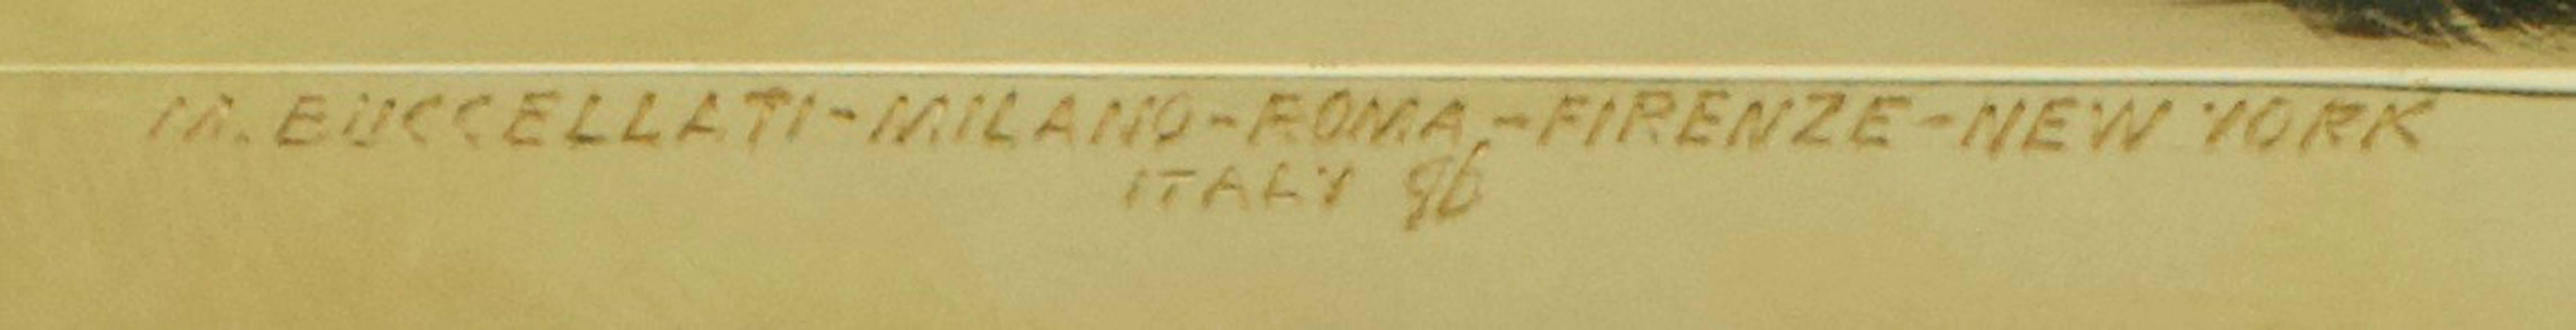 M. BUCCELLATI-MILANO-ROMA-FIRENZE-NEW YORK
ITALY